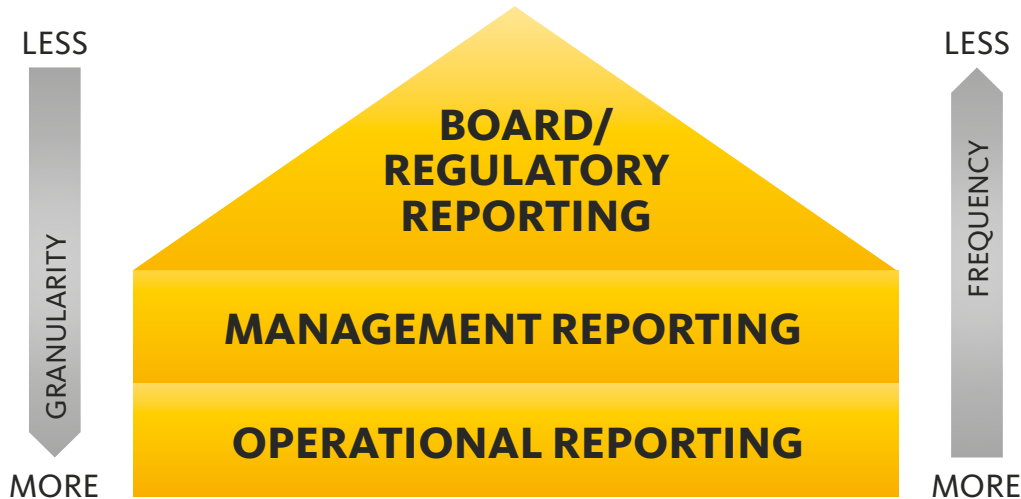 LESS
LESS
BOARD/
REGULATORY
REPORTING
GRANULARITY
FREQUENCY
MANAGEMENT REPORTING
OPERATIONAL REPORTING
MORE
MORE